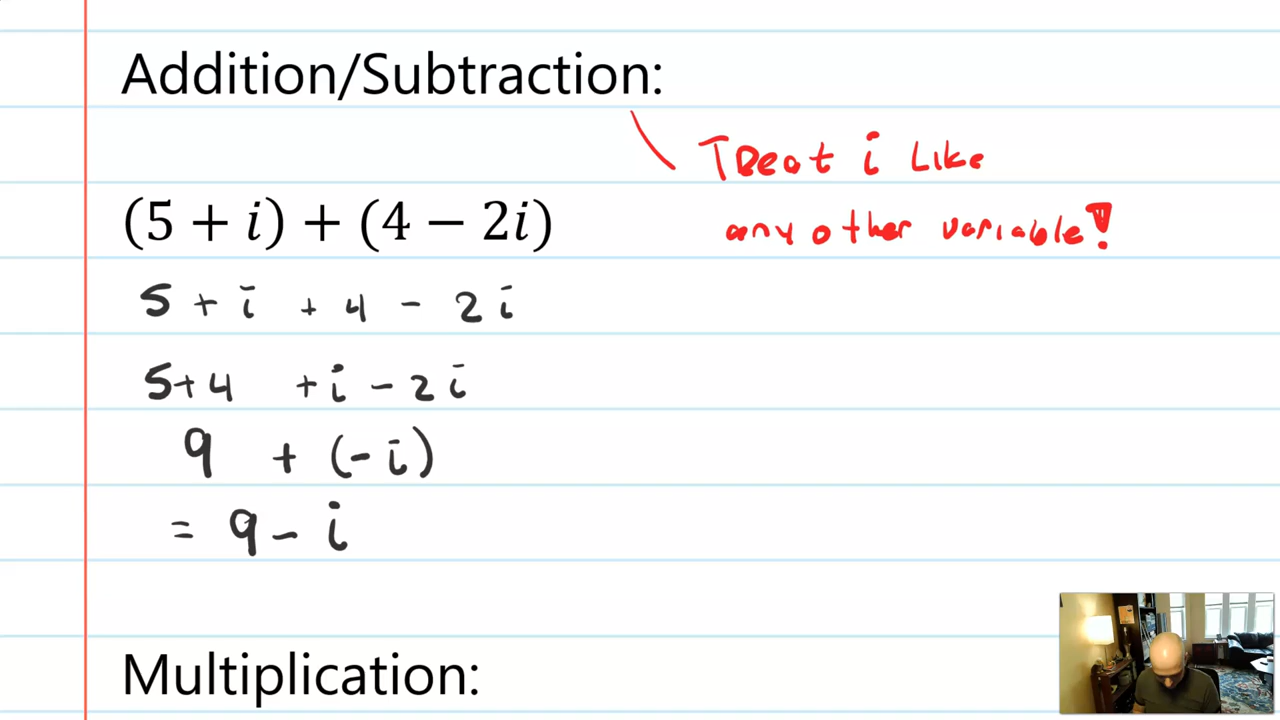 Addition/Subtraction:
Treat i Like
any other variable!
(5 + i) + (4 − 2i)
5 + i + 4 - 2i
5+4 + i - 2i
9 + (-i)
= 9 - i
Multiplication: